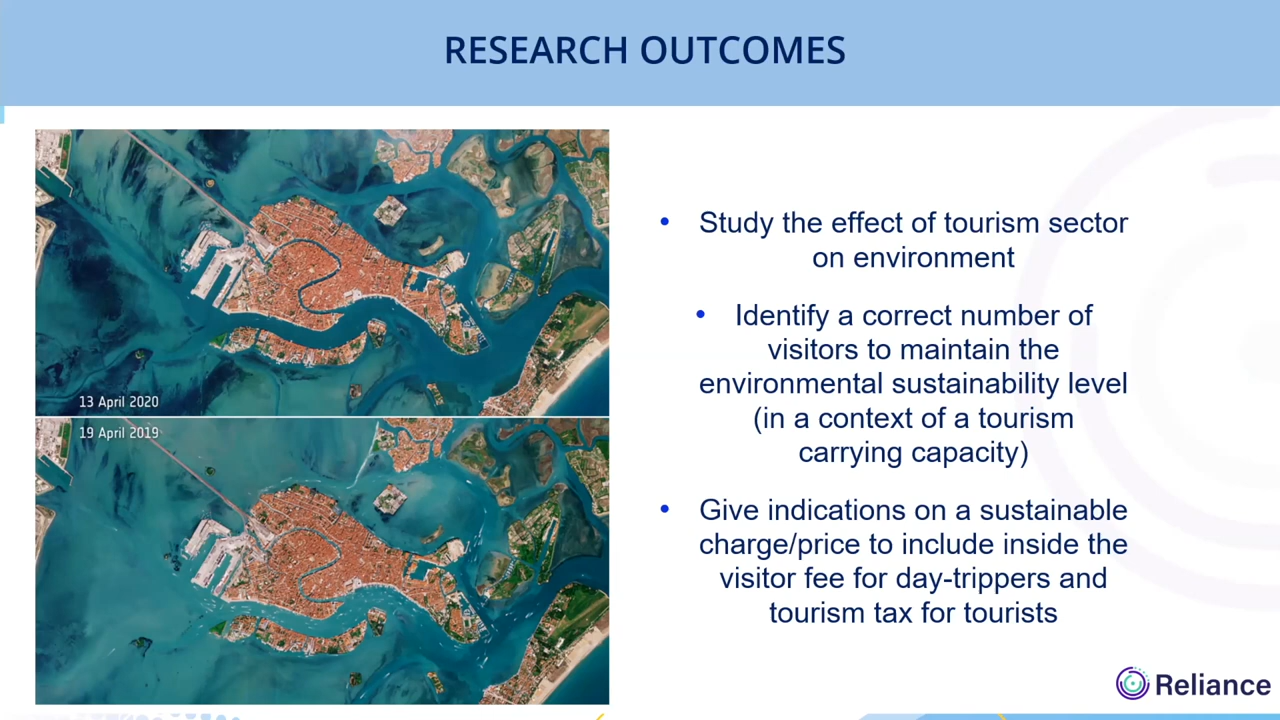 RESEARCH OUTCOMES
13 April 2020
19 April 2019
• Study the effect of tourism sector
on environment
• Identify a correct number of
visitors to maintain the
environmental sustainability level
(in a context of a tourism
carrying capacity)
• Give indications on a sustainable
charge/price to include inside the
visitor fee for day-trippers and
tourism tax for tourists
Reliance